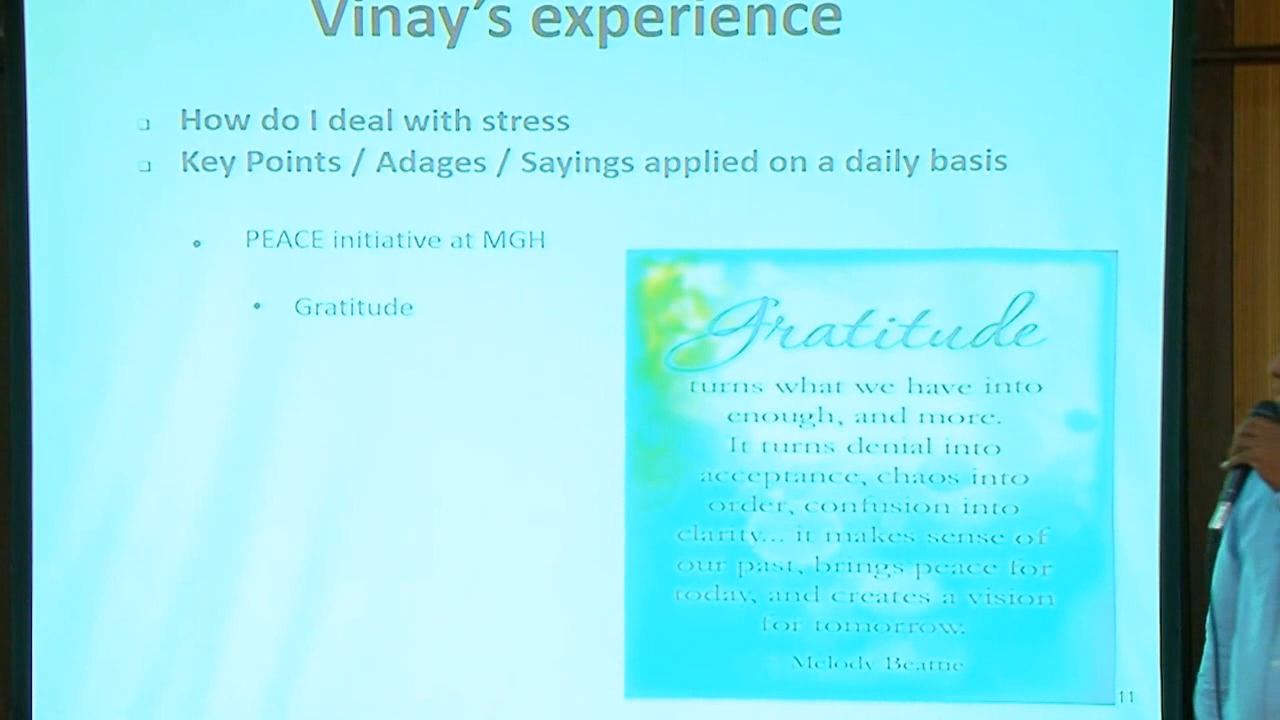 Vinay's experience
How do I deal with stress
Key Points / Adages / Sayings applied on a daily basis
PEACE initiative at MGH
Gratitude
Gratitude
turns what we have into
enough, and more.
It turns denial into
acceptance, chaos into
order, confusion into
clarity... it makes sense of
our past, brings peace for
today, and creates a vision
for tomorrow.
Melody Beattie
11